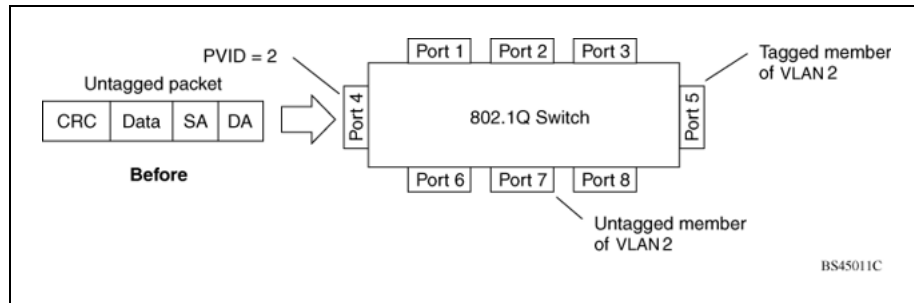 PVID = 2
Port 1
Port 2
Port 3
Tagged member
of VLAN 2
Untagged packet
CRC
Data
SA
DA
Port 4
802.1Q Switch
Port 5
Before
Port 6
Port 7
Port 8
Untagged member
of VLAN 2
BS45011C